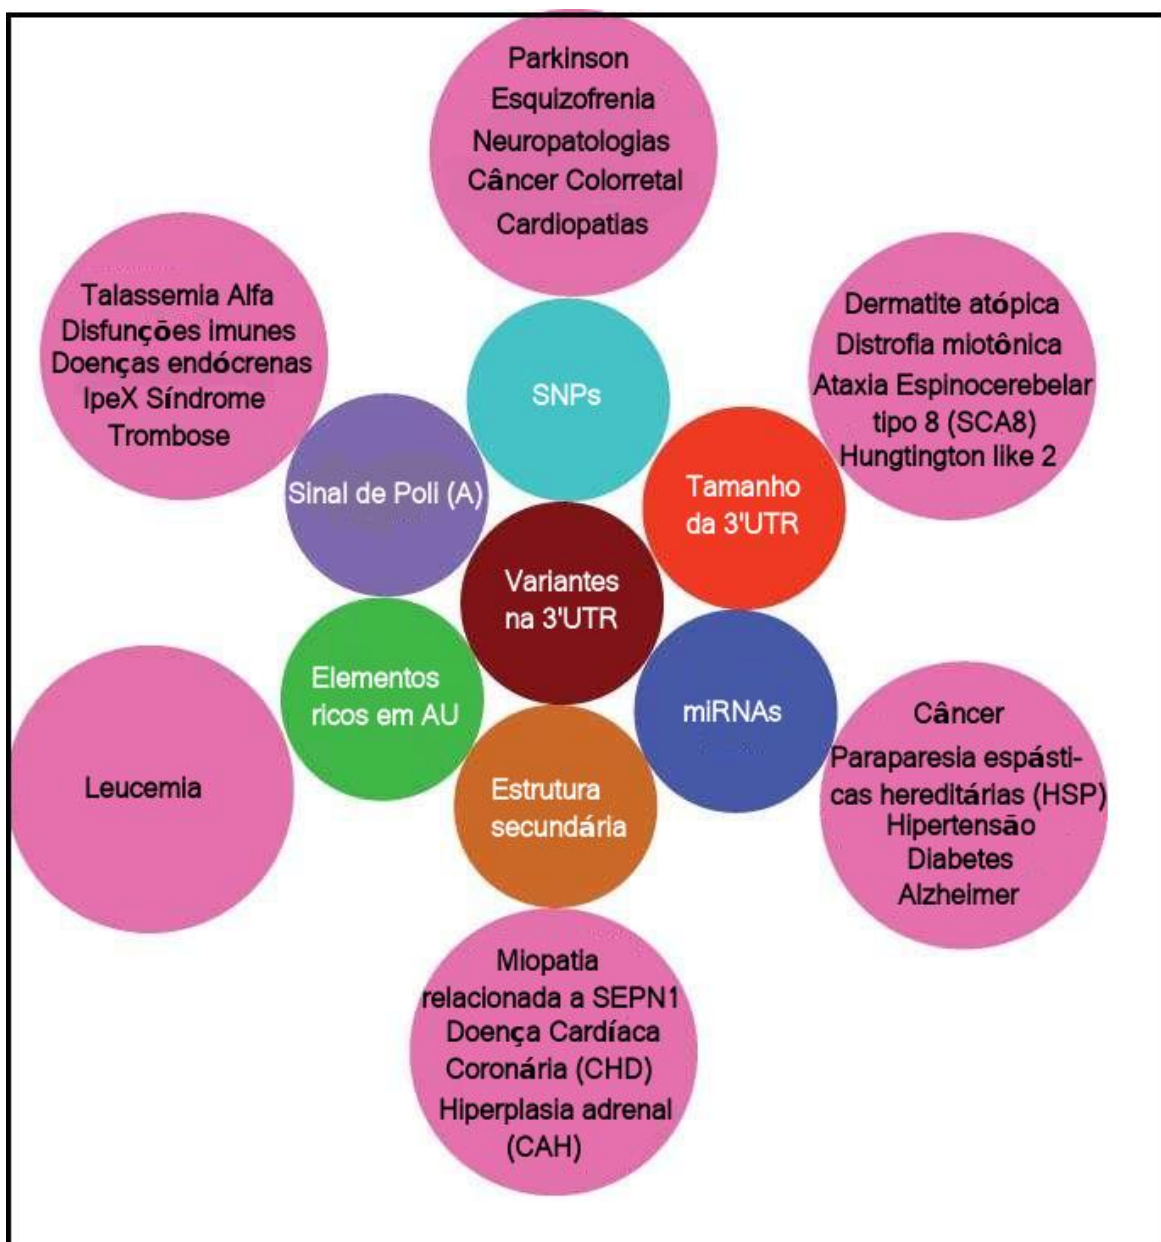 Parkinson
Esquizofrenia
Neuropatologias
Câncer Colorretal
Cardiopatias
Talassemia Alfa
Disfunções imunes
Doenças endócrenas
IpeX Síndrome
Trombose
Dermatite atópica
Distrofia miotônica
Ataxia Espinocerebelar
tipo 8 (SCA8)
Hungtington like 2
SNPs
Sinal de Poli (A)
Tamanho
da 3'UTR
Variantes
na 3'UTR
Elementos
ricos em AU
miRNAs
Estrutura
secundária
Leucemia
Câncer
Paraparesia espásti-
cas hereditárias (HSP)
Hipertensão
Diabetes
Alzheimer
Miopatia
relacionada a SEPN1
Doença Cardíaca
Coronária (CHD)
Hiperplasia adrenal
(CAH)